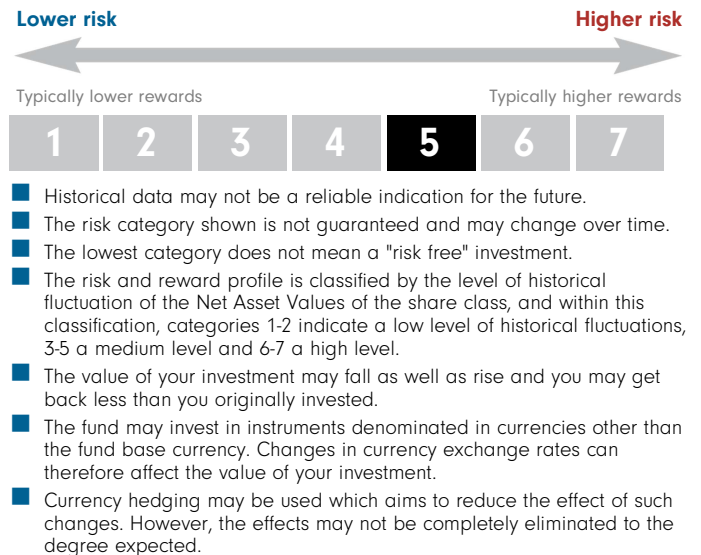 Lower risk Higher risk
Typically lower rewards Typically higher rewards
1 2 3 4 5 6 7
Historical data may not be a reliable indication for the future.
The risk category shown is not guaranteed and may change over time.
The lowest category does not mean a "risk free" investment.
The risk and reward profile is classified by the level of historical
fluctuation of the Net Asset Values of the share class, and within this
classification, categories 1-2 indicate a low level of historical fluctuations,
3-5 a medium level and 6-7 a high level.
The value of your investment may fall as well as rise and you may get
back less than you originally invested.
The fund may invest in instruments denominated in currencies other than
the fund base currency. Changes in currency exchange rates can
therefore affect the value of your investment.
Currency hedging may be used which aims to reduce the effect of such
changes. However, the effects may not be completely eliminated to the
degree expected.